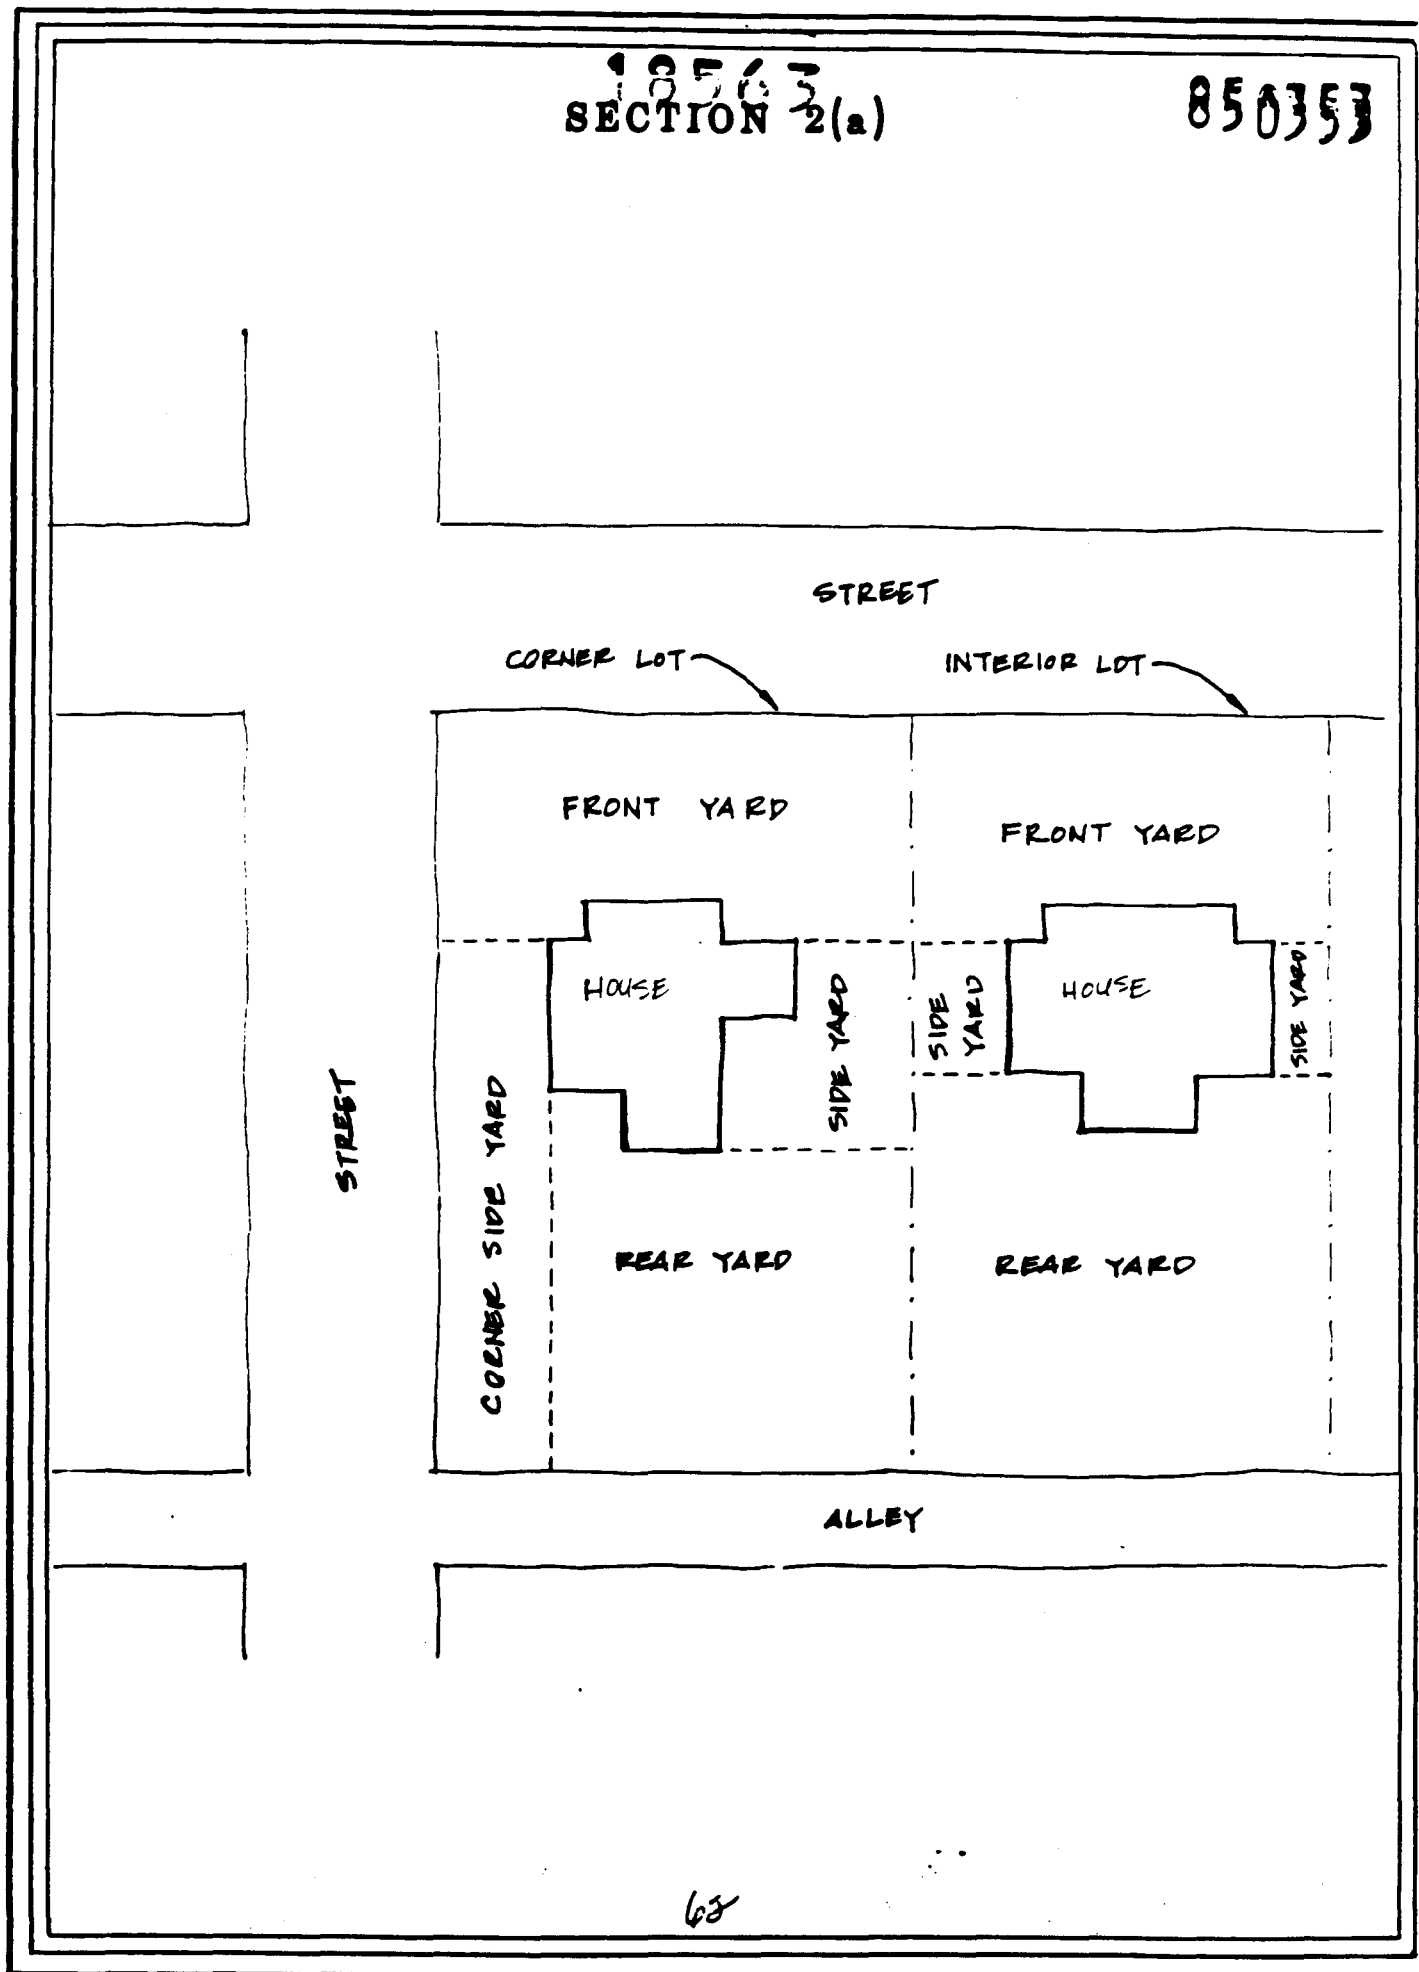 18563
SECTION 2(a)
850353
STREET
CORNER LOT
INTERIOR LOT
FRONT YARD
FRONT YARD
HOUSE
SIDE YARD
SIDE
YARD
HOUSE
SIDE YARD
STREET
CORNER SIDE YARD
REAR YARD
REAR YARD
ALLEY